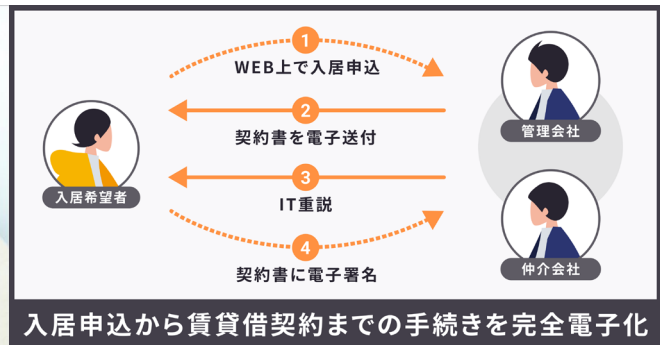 1
WEB上で入居申込
2
契約書を電子送付
管理会社
入居希望者
3
IT重説
4
契約書に電子署名
仲介会社
入居申込から賃貸借契約までの手続きを完全電子化